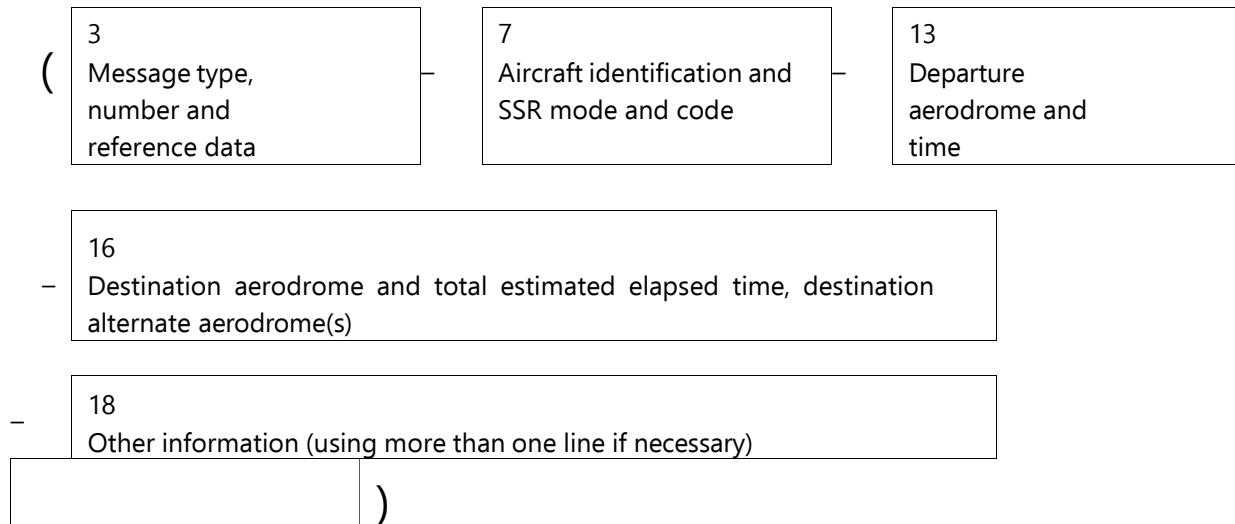 3
7
13
( Message type, – Aircraft identification and – Departure
number and SSR mode and code aerodrome and
reference data time
16
– Destination aerodrome and total estimated elapsed time, destination
alternate aerodrome(s)
18
– Other information (using more than one line if necessary)
)